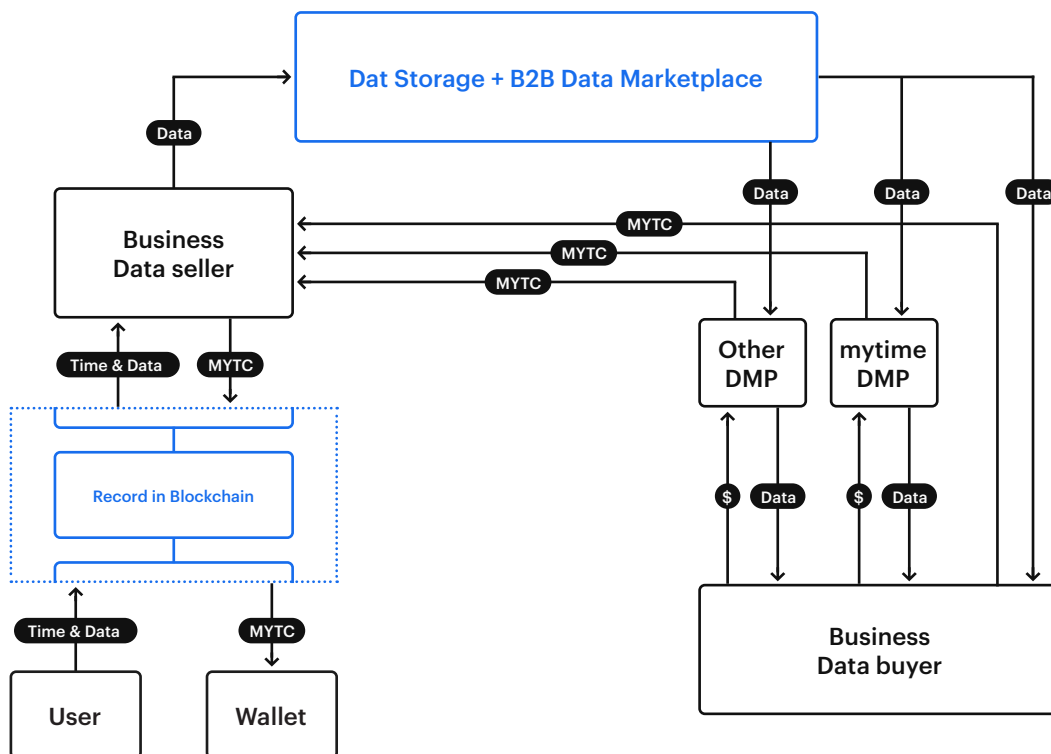 Dat Storage + B2B Data Marketplace
Data
Data
Data
Data
Business
Data seller
MYTC
MYTC
MYTC
Other
DMP
mytime
DMP
Time & Data
MYTC
Record in Blockchain
$
Data
$
Data
Time & Data
MYTC
Business
Data buyer
User
Wallet